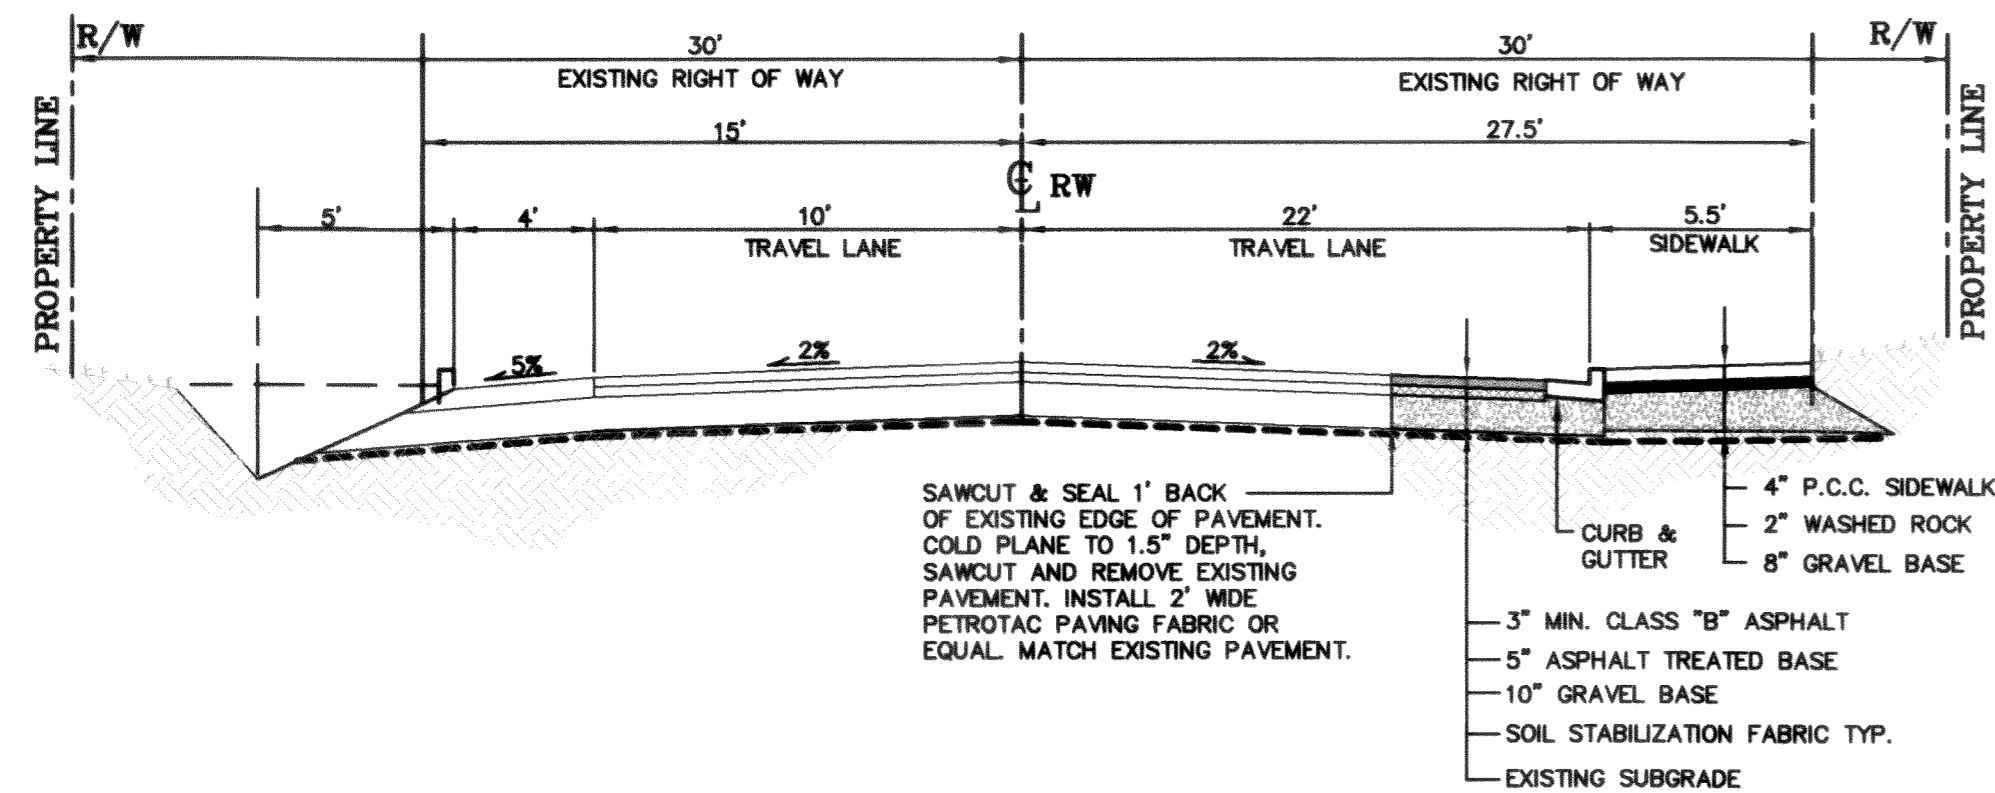 R/W
30'
30'
R/W
EXISTING RIGHT OF WAY
EXISTING RIGHT OF WAY
15'
27.5'
PROPERTY LINE
PROPERTY LINE
CL RW
5'
4'
10'
22'
5.5'
TRAVEL LANE
TRAVEL LANE
SIDEWALK
5%
2%
2%
SAWCUT & SEAL 1' BACK
OF EXISTING EDGE OF PAVEMENT.
COLD PLANE TO 1.5" DEPTH,
SAWCUT AND REMOVE EXISTING
PAVEMENT. INSTALL 2' WIDE
PETROTAC PAVING FABRIC OR
EQUAL. MATCH EXISTING PAVEMENT.
CURB &
GUTTER
4" P.C.C. SIDEWALK
2" WASHED ROCK
8" GRAVEL BASE
3" MIN. CLASS "B" ASPHALT
5" ASPHALT TREATED BASE
10" GRAVEL BASE
SOIL STABILIZATION FABRIC TYP.
EXISTING SUBGRADE